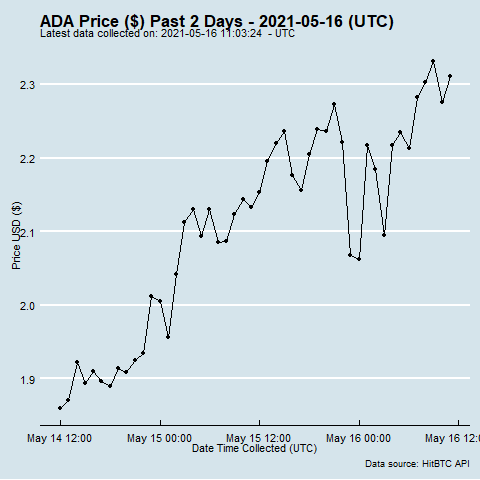 ADA Price ($) Past 2 Days - 2021-05-16 (UTC)
Latest data collected on: 2021-05-16 11:03:24 - UTC
2.3
2.2
2.1
2.0
1.9
Price USD ($)
May 14 12:00
May 15 00:00
May 15 12:00
May 16 00:00
May 16 12:0
Date Time Collected (UTC)
Data source: HitBTC API